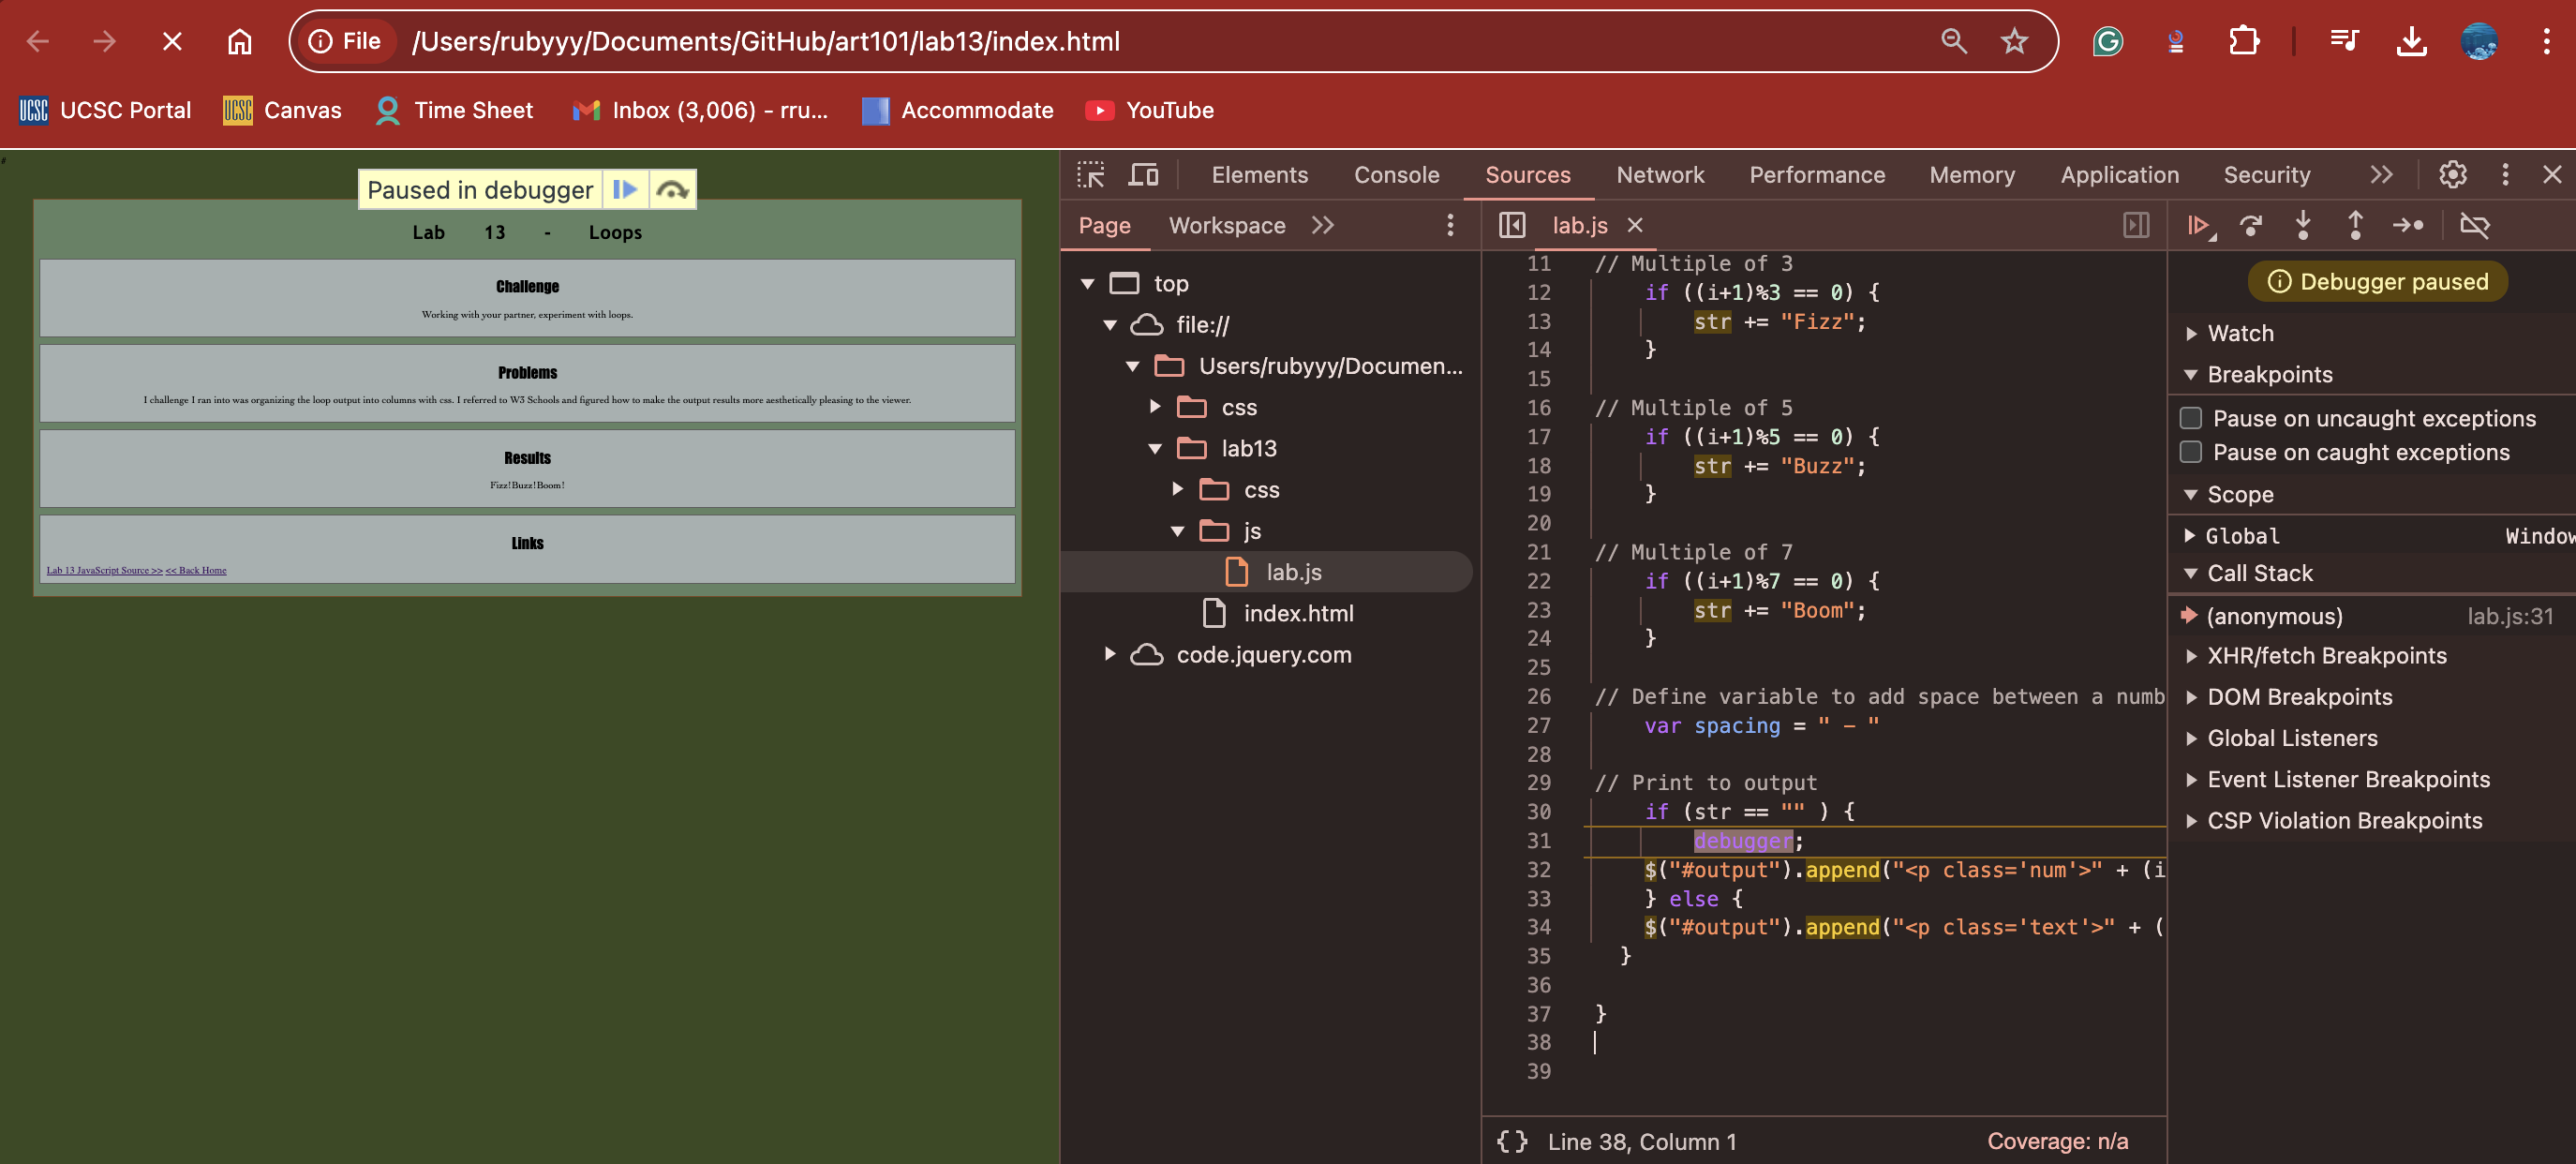 File /Users/rubyyy/Documents/GitHub/art101/lab13/index.html
UCSC UCSC Portal UCSC Canvas Time Sheet Inbox (3,006) - rru... Accommodate YouTube
#
Paused in debugger
Lab 13 - Loops
Challenge
Working with your partner, experiment with loops.
Problems
I challenge I ran into was organizing the loop output into columns with css. I referred to W3 Schools and figured how to make the output results more aesthetically pleasing to the viewer.
Results
Fizz!Buzz!Boom!
Links
Lab 13 JavaScript Source >> << Back Home
Elements Console Sources Network Performance Memory Application Security
Page Workspace
top
file://
Users/rubyyy/Documen...
css
lab13
css
js
lab.js
index.html
code.jquery.com
lab.js
11 // Multiple of 3
12 if ((i+1)%3 == 0) {
13 str += "Fizz";
14 }
15
16 // Multiple of 5
17 if ((i+1)%5 == 0) {
18 str += "Buzz";
19 }
20
21 // Multiple of 7
22 if ((i+1)%7 == 0) {
23 str += "Boom";
24 }
25
26 // Define variable to add space between a numb
27 var spacing = " - "
28
29 // Print to output
30 if (str == "" ) {
31 debugger;
32 $("#output").append("<p class='num'>" + (i
33 } else {
34 $("#output").append("<p class='text'>" + (
35 }
36
37 }
38
39
{} Line 38, Column 1 Coverage: n/a
Debugger paused
Watch
Breakpoints
Pause on uncaught exceptions
Pause on caught exceptions
Scope
Global Window
Call Stack
(anonymous) lab.js:31
XHR/fetch Breakpoints
DOM Breakpoints
Global Listeners
Event Listener Breakpoints
CSP Violation Breakpoints